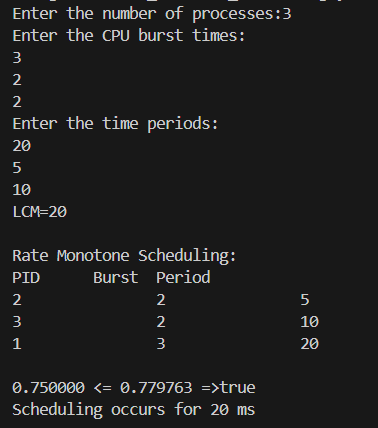 Enter the number of processes:3
Enter the CPU burst times:
3
2
2
Enter the time periods:
20
5
10
LCM=20
Rate Monotone Scheduling:
PID Burst Period
2 2 5
3 2 10
1 3 20
0.750000 <= 0.779763 =>true
Scheduling occurs for 20 ms